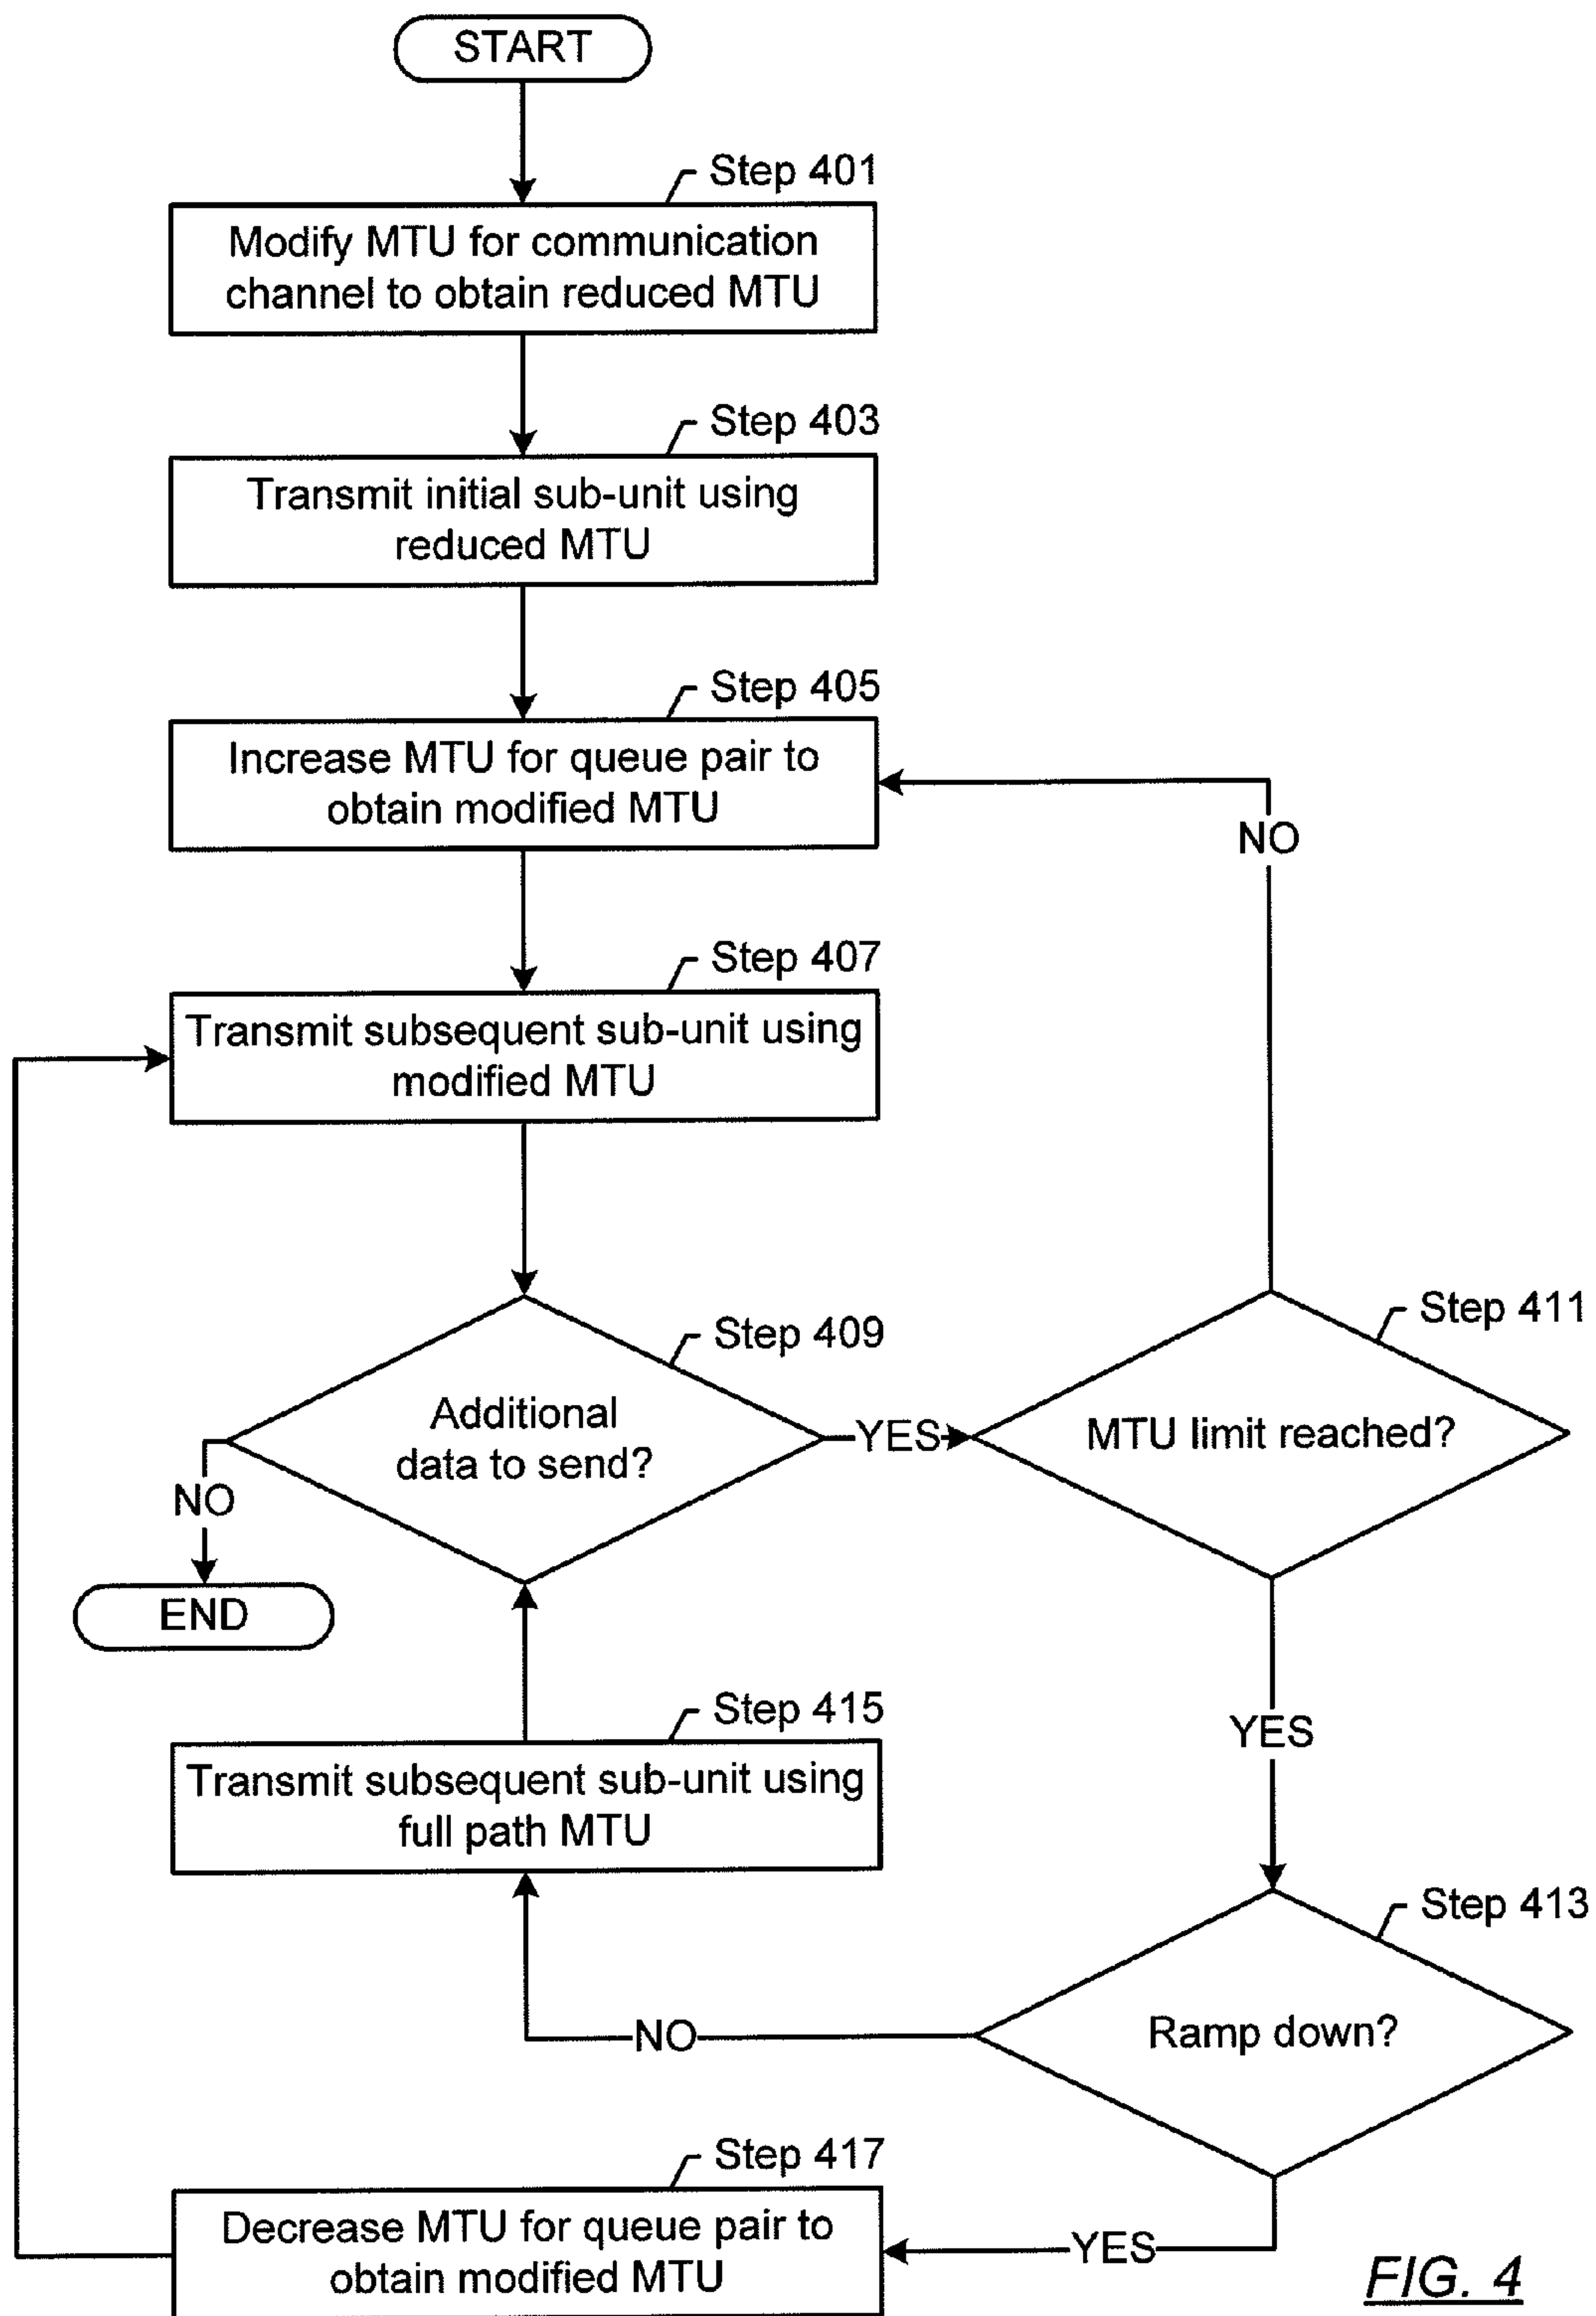 START
Step 401
Modify MTU for communication
channel to obtain reduced MTU
Step 403
Transmit initial sub-unit using
reduced MTU
Step 405
Increase MTU for queue pair to
obtain modified MTU
NO
Step 407
Transmit subsequent sub-unit using
modified MTU
Step 409
Additional
data to send?
YES
Step 411
MTU limit reached?
NO
END
YES
Step 415
Transmit subsequent sub-unit using
full path MTU
Step 413
Ramp down?
NO
Step 417
Decrease MTU for queue pair to
obtain modified MTU
YES
FIG. 4